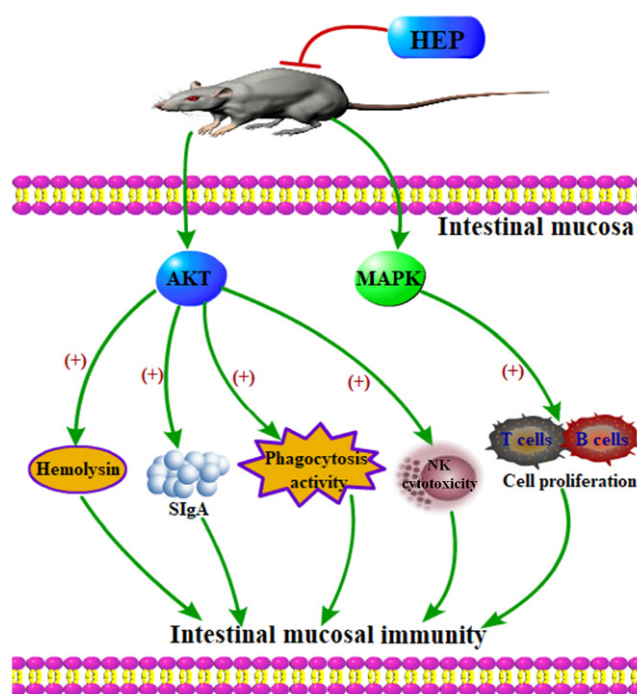 HEP
Intestinal mucosa
AKT
MAPK
(+)
(+)
(+)
(+)
(+)
Hemolysin
SIgA
Phagocytosis
activity
NK
cytotoxicity
T cells
B cells
Cell proliferation
Intestinal mucosal immunity